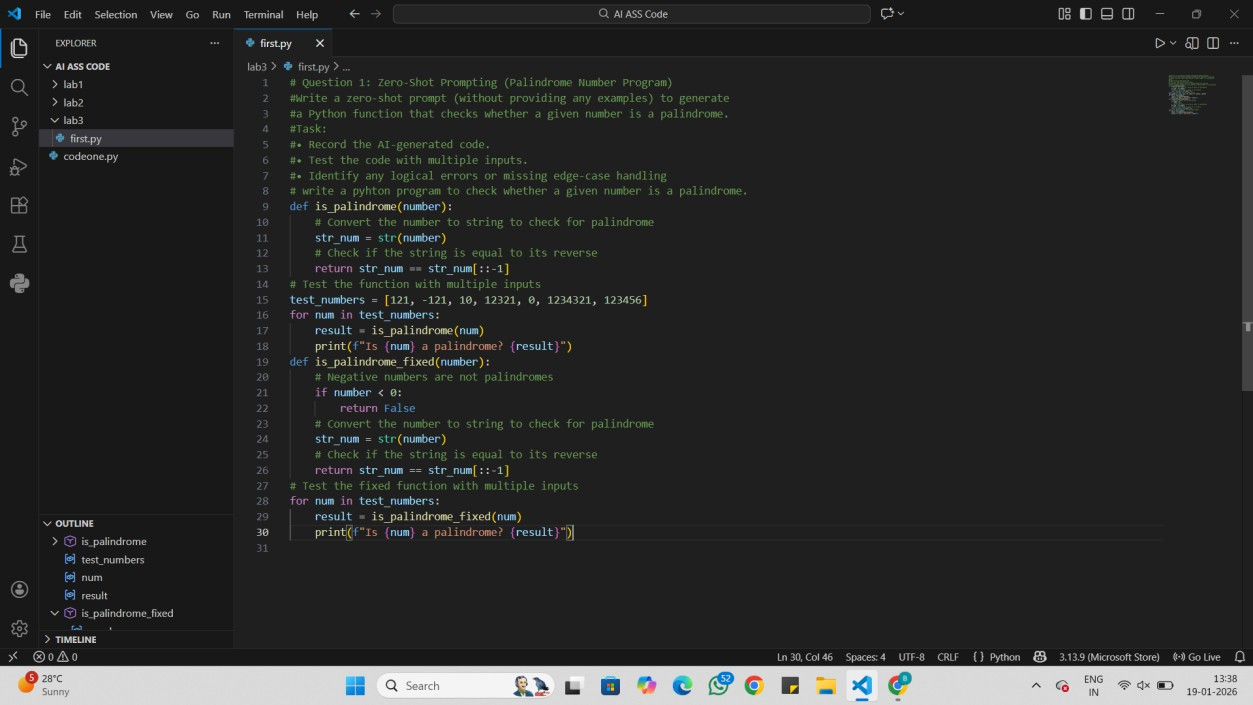 File Edit Selection View Go Run Terminal Help
AI ASS Code
EXPLORER
AI ASS CODE
lab1
lab2
lab3
first.py
codeone.py
OUTLINE
is_palindrome
test_numbers
num
result
is_palindrome_fixed
TIMELINE
first.py
lab3 > first.py > ...
1 # Question 1: Zero-Shot Prompting (Palindrome Number Program)
2 #Write a zero-shot prompt (without providing any examples) to generate
3 #a Python function that checks whether a given number is a palindrome.
4 #Task:
5 #• Record the AI-generated code.
6 #• Test the code with multiple inputs.
7 #• Identify any logical errors or missing edge-case handling
8 # write a pyhton program to check whether a given number is a palindrome.
9 def is_palindrome(number):
10     # Convert the number to string to check for palindrome
11     str_num = str(number)
12     # Check if the string is equal to its reverse
13     return str_num == str_num[::-1]
14 # Test the function with multiple inputs
15 test_numbers = [121, -121, 10, 12321, 0, 1234321, 123456]
16 for num in test_numbers:
17     result = is_palindrome(num)
18     print(f"Is {num} a palindrome? {result}")
19 def is_palindrome_fixed(number):
20     # Negative numbers are not palindromes
21     if number < 0:
22         return False
23     # Convert the number to string to check for palindrome
24     str_num = str(number)
25     # Check if the string is equal to its reverse
26     return str_num == str_num[::-1]
27 # Test the fixed function with multiple inputs
28 for num in test_numbers:
29     result = is_palindrome_fixed(num)
30     print(f"Is {num} a palindrome? {result}")
31
0 0 Ln 30, Col 46 Spaces: 4 UTF-8 CRLF { } Python 3.13.9 (Microsoft Store) Go Live
5 28°C
Sunny
Search
52
B
ENG
IN
13:38
19-01-2026